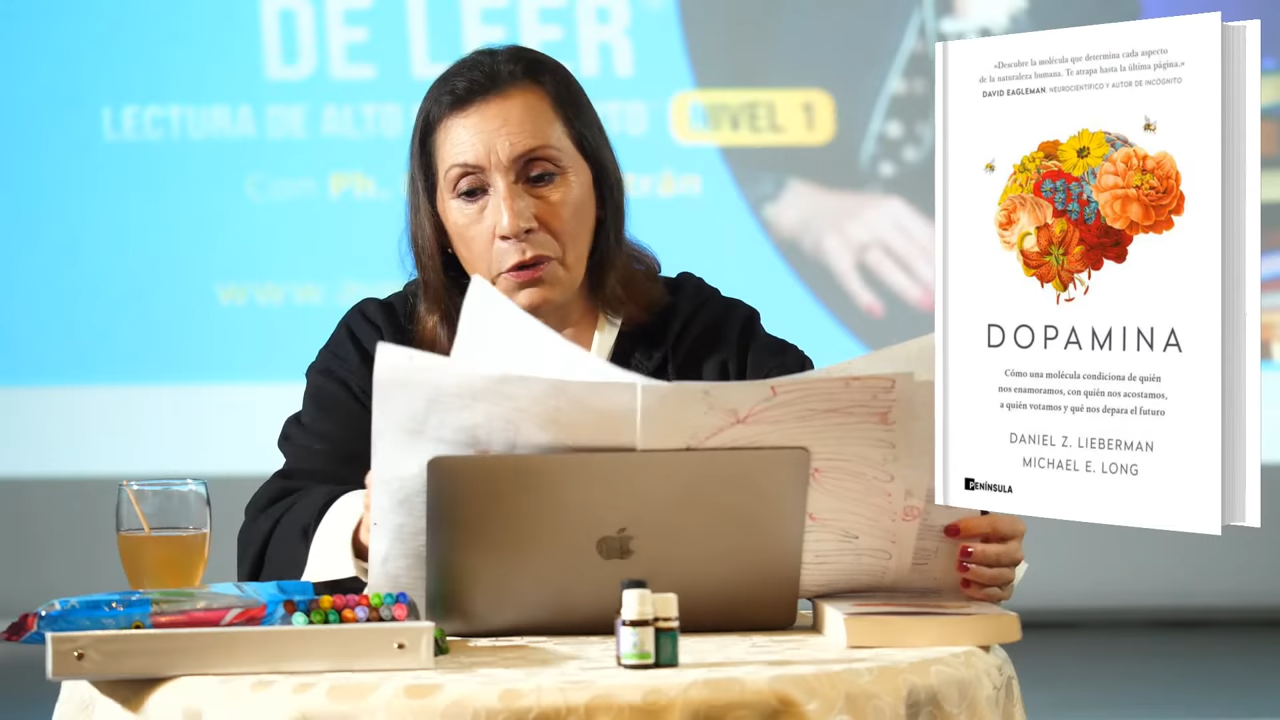 DE LEER
LECTURA DE ALTO
NIVEL 1
Con Ph.
«Descubre la molécula que determina cada aspecto
de la naturaleza humana. Te atrapa hasta la última página.»
DAVID EAGLEMAN, NEUROCIENTÍFICO Y AUTOR DE INCÓGNITO
DOPAMINA
Cómo una molécula condiciona de quién
nos enamoramos, con quién nos acostamos,
a quién votamos y qué nos depara el futuro
DANIEL Z. LIEBERMAN
MICHAEL E. LONG
PENÍNSULA